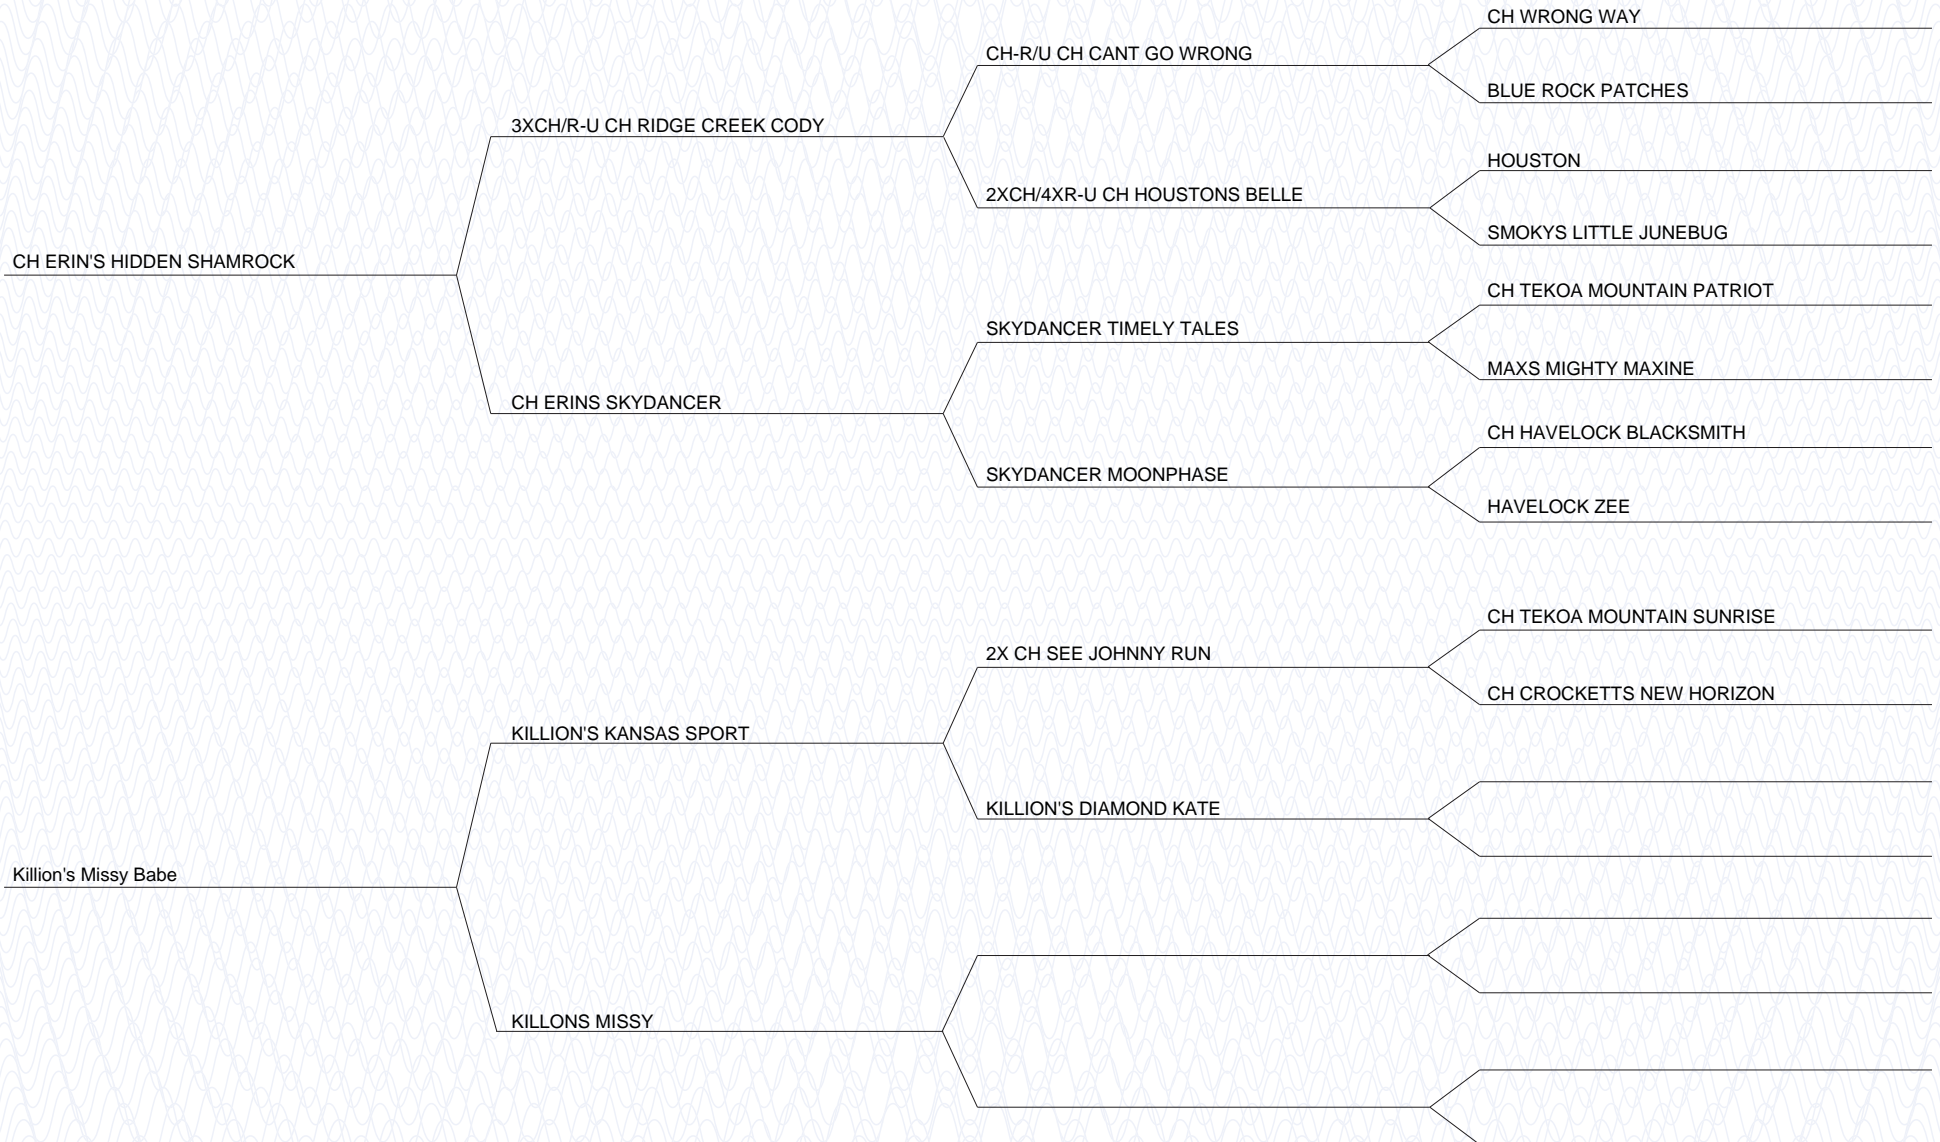 CH WRONG WAY
CH-R/U CH CANT GO WRONG
BLUE ROCK PATCHES
3XCH/R-U CH RIDGE CREEK CODY
HOUSTON
2XCH/4XR-U CH HOUSTONS BELLE
SMOKYS LITTLE JUNEBUG
CH ERIN'S HIDDEN SHAMROCK
CH TEKOA MOUNTAIN PATRIOT
SKYDANCER TIMELY TALES
MAXS MIGHTY MAXINE
CH ERINS SKYDANCER
CH HAVELOCK BLACKSMITH
SKYDANCER MOONPHASE
HAVELOCK ZEE
CH TEKOA MOUNTAIN SUNRISE
2X CH SEE JOHNNY RUN
CH CROCKETTS NEW HORIZON
KILLION'S KANSAS SPORT
KILLION'S DIAMOND KATE
Killion's Missy Babe
KILLONS MISSY